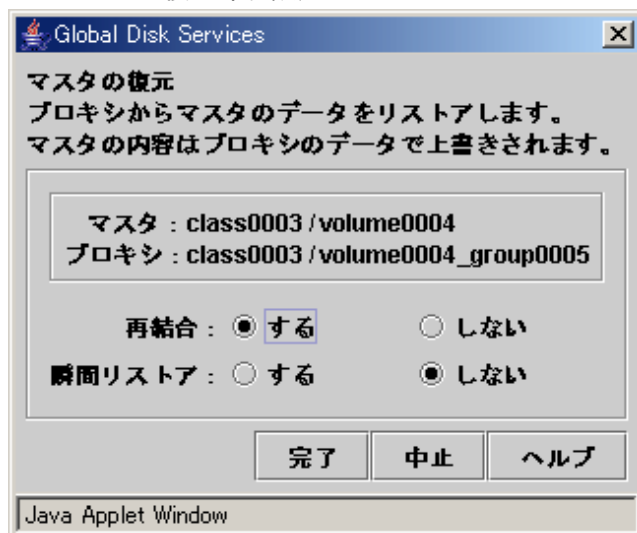 Global Disk Services
マスタの復元
プロキシからマスタのデータをリストアします。
マスタの内容はプロキシのデータで上書きされます。
マスタ : class0003 / volume0004
プロキシ : class0003 / volume0004_group0005
再結合 : する しない
瞬間リストア : する しない
完了 中止 ヘルプ
Java Applet Window